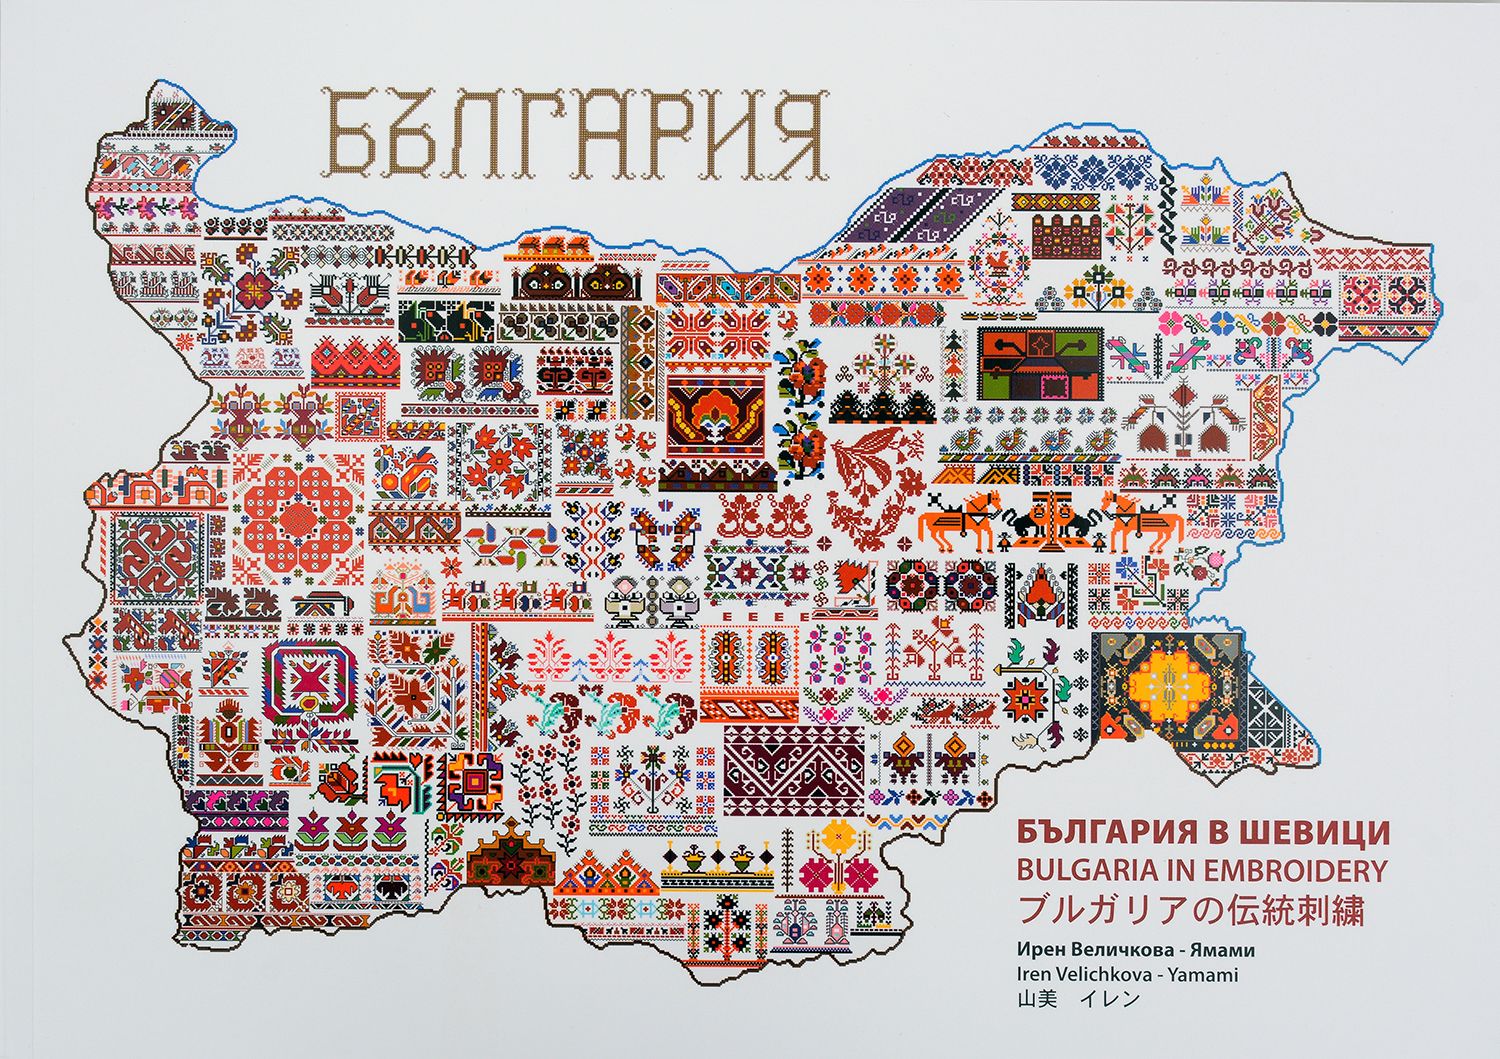 БЪЛГАРИЯ
БЪЛГАРИЯ В ШЕВИЦИ
BULGARIA IN EMBROIDERY
ブルガリアの伝統刺繍
Ирен Величкова - Ямами
Iren Velichkova - Yamami
山美　イレン